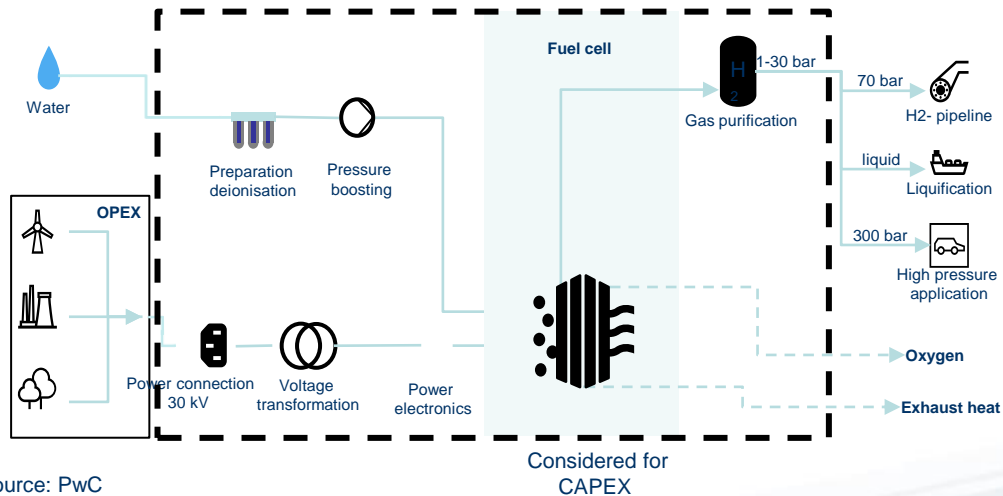 Water
Preparation
deionisation
Pressure
boosting
Fuel cell
H
2
Gas purification
1-30 bar
70 bar
H2- pipeline
liquid
Liquification
300 bar
High pressure
application
OPEX
Power connection
30 kV
Voltage
transformation
Power
electronics
Oxygen
Exhaust heat
Considered for
CAPEX
ource: PwC